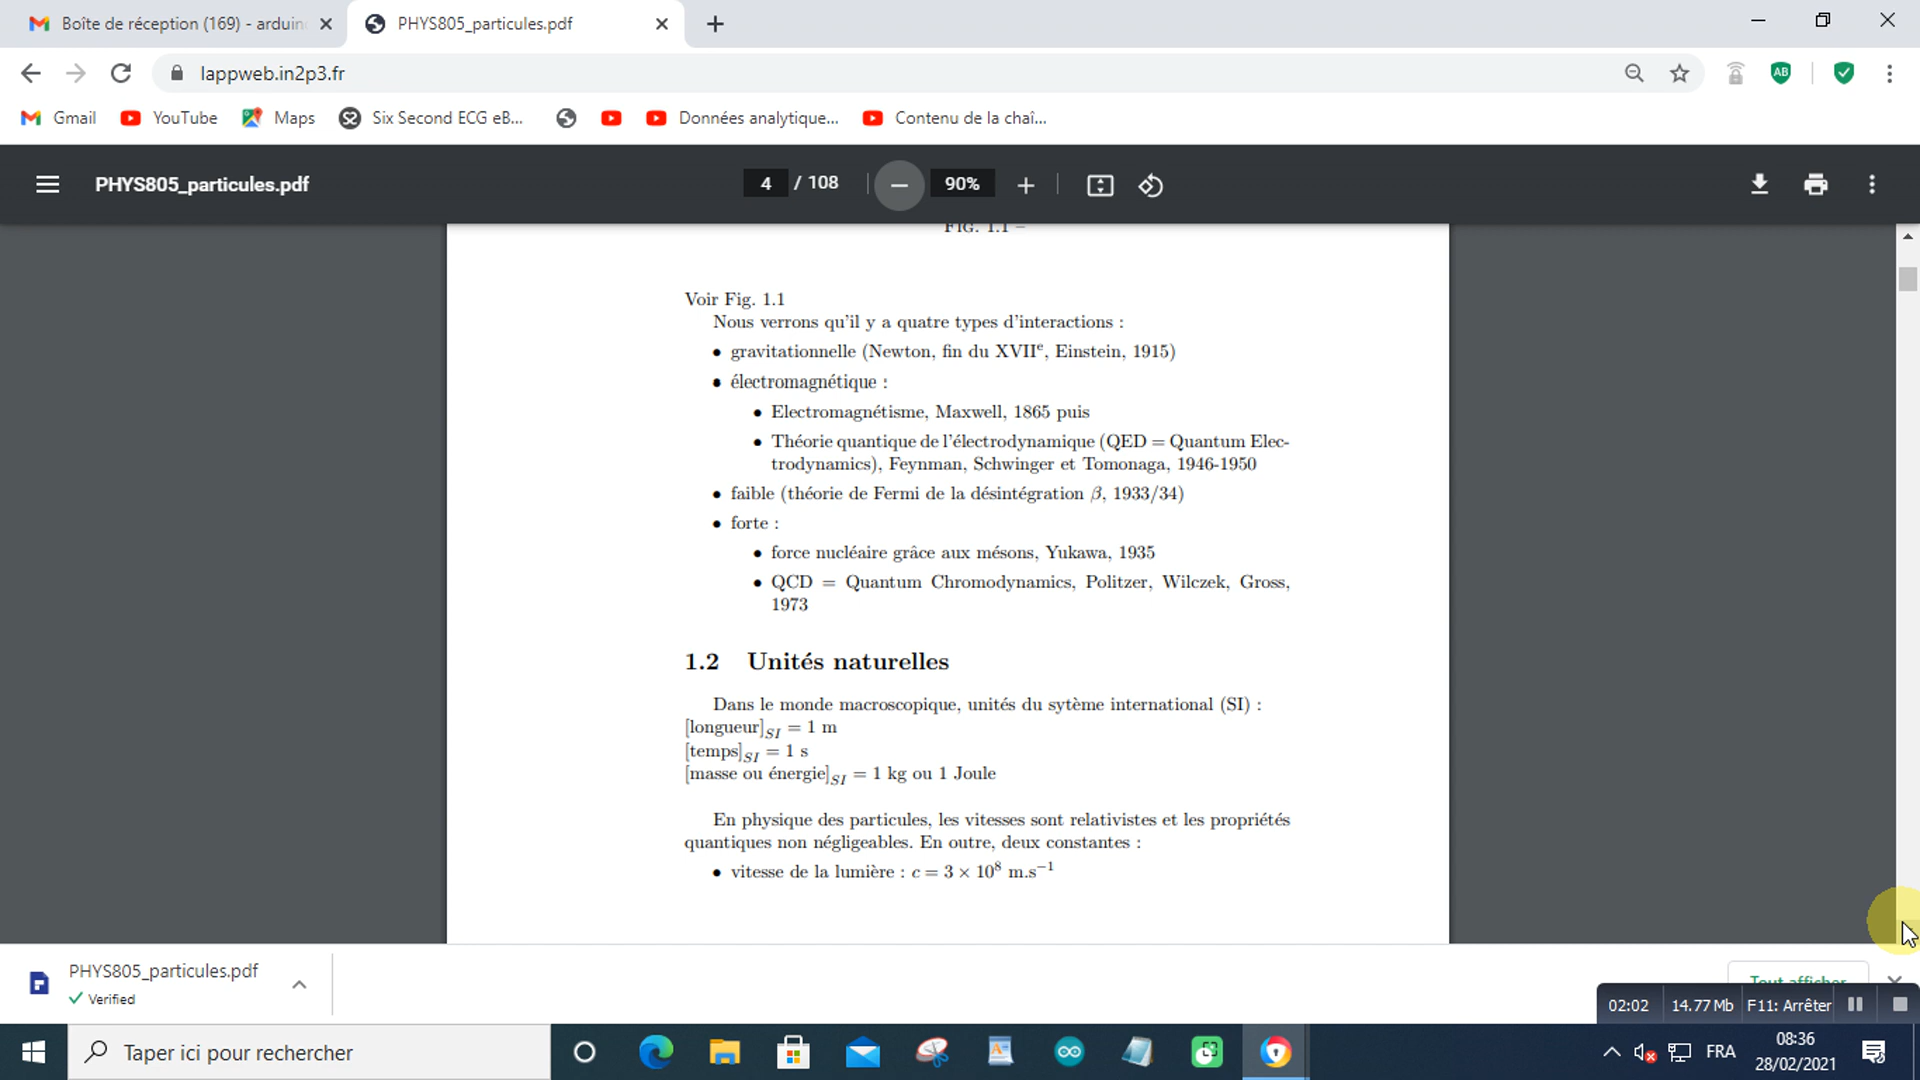 Boîte de réception (169) - arduin
PHYS805_particules.pdf
lappweb.in2p3.fr
AB
Gmail
YouTube
Maps
Six Second ECG eB...
Données analytique...
Contenu de la chaî...
PHYS805_particules.pdf
4 / 108
90%
FIG. 1.1 –
Voir Fig. 1.1
Nous verrons qu'il y a quatre types d'interactions :
• gravitationnelle (Newton, fin du XVIIᵉ, Einstein, 1915)
• électromagnétique :
• Electromagnétisme, Maxwell, 1865 puis
• Théorie quantique de l'électrodynamique (QED = Quantum Elec-
trodynamics), Feynman, Schwinger et Tomonaga, 1946-1950
• faible (théorie de Fermi de la désintégration β, 1933/34)
• forte :
• force nucléaire grâce aux mésons, Yukawa, 1935
• QCD = Quantum Chromodynamics, Politzer, Wilczek, Gross,
1973
1.2 Unités naturelles
Dans le monde macroscopique, unités du sytème international (SI) :
[longueur]SI = 1 m
[temps]SI = 1 s
[masse ou énergie]SI = 1 kg ou 1 Joule
En physique des particules, les vitesses sont relativistes et les propriétés
quantiques non négligeables. En outre, deux constantes :
• vitesse de la lumière : c = 3 × 10⁸ m.s⁻¹
PHYS805_particules.pdf
Verified
Tout afficher
02:02
14.77 Mb
F11: Arrêter
Taper ici pour rechercher
FRA
08:36
28/02/2021